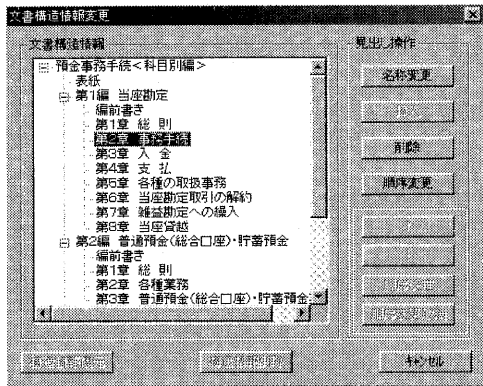 文書構造情報変更
文書構造情報
預金事務手続<科目別編>
表紙
第1編 当座勘定
編前書き
第1章 総 則
第2章 事務手続
第3章 入 金
第4章 支 払
第5章 各種の取扱事務
第6章 当座勘定取引の解約
第7章 雑益勘定への繰入
第8章 当座貸越
第2編 普通預金(総合口座)・貯蓄預金
編前書き
第1章 総 則
第2章 各種業務
第3章 普通預金(総合口座)・貯蓄預金
見出し操作
名称変更
削除
順序変更
キャンセル